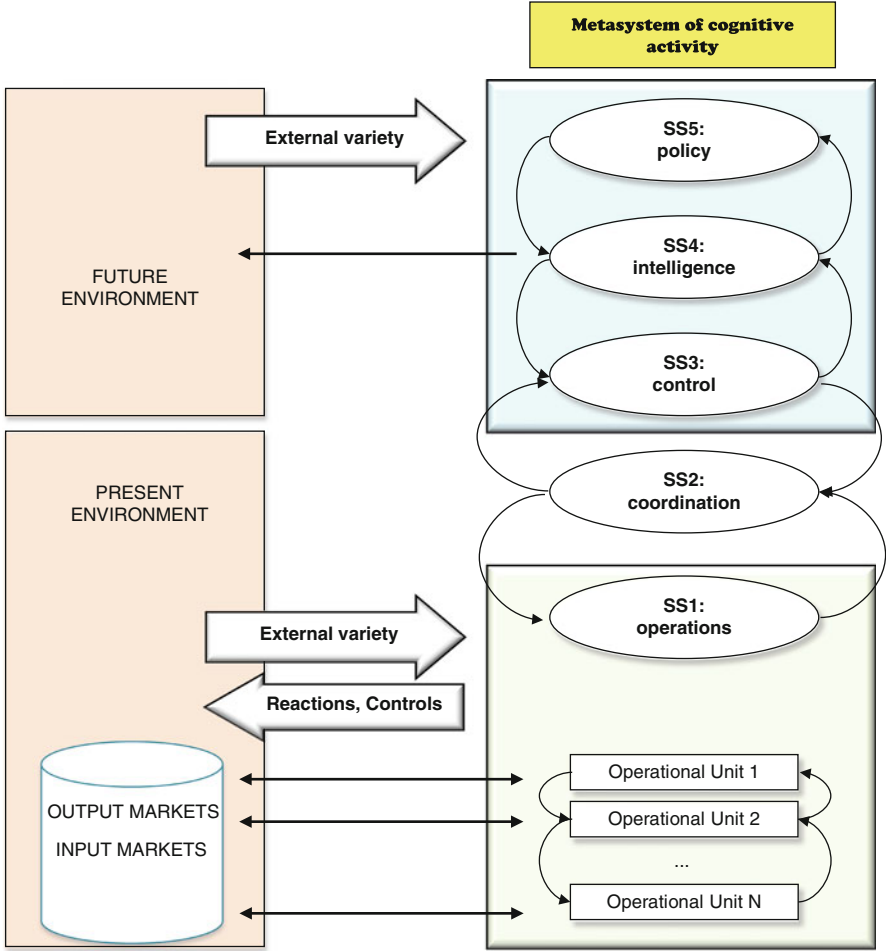 Metasystem of cognitive
activity
External variety
SS5:
policy
SS4:
intelligence
FUTURE
ENVIRONMENT
SS3:
control
PRESENT
ENVIRONMENT
SS2:
coordination
SS1:
operations
External variety
Reactions, Controls
OUTPUT MARKETS
INPUT MARKETS
Operational Unit 1
Operational Unit 2
...
Operational Unit N